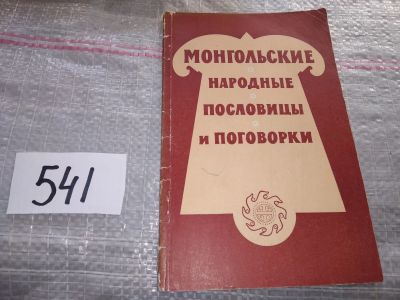 МОНГОЛЬСКИЕ
НАРОДНЫЕ
ПОСЛОВИЦЫ
И ПОГОВОРКИ
541